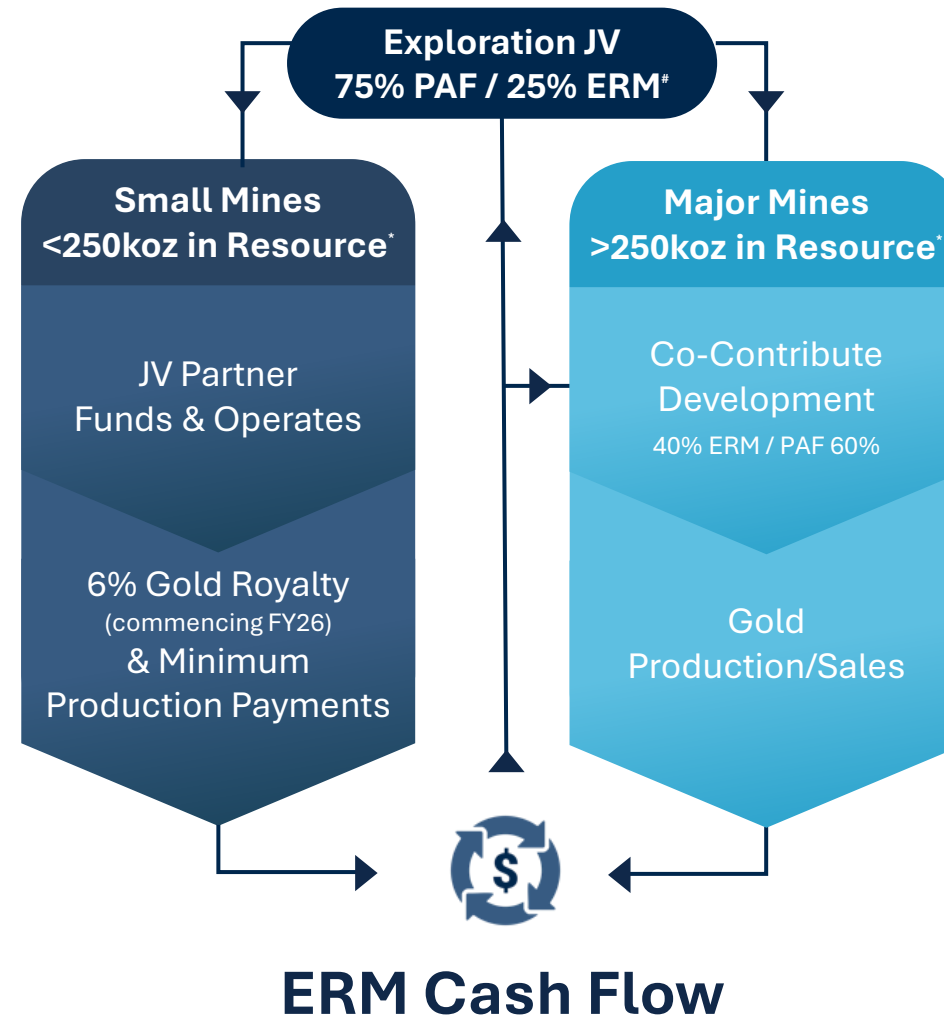 Exploration JV
75% PAF / 25% ERM#
Small Mines
<250koz in Resource*
JV Partner
Funds & Operates
6% Gold Royalty
(commencing FY26)
& Minimum
Production Payments
Major Mines
>250koz in Resource*
Co-Contribute
Development
40% ERM / PAF 60%
Gold
Production/Sales
$
ERM Cash Flow